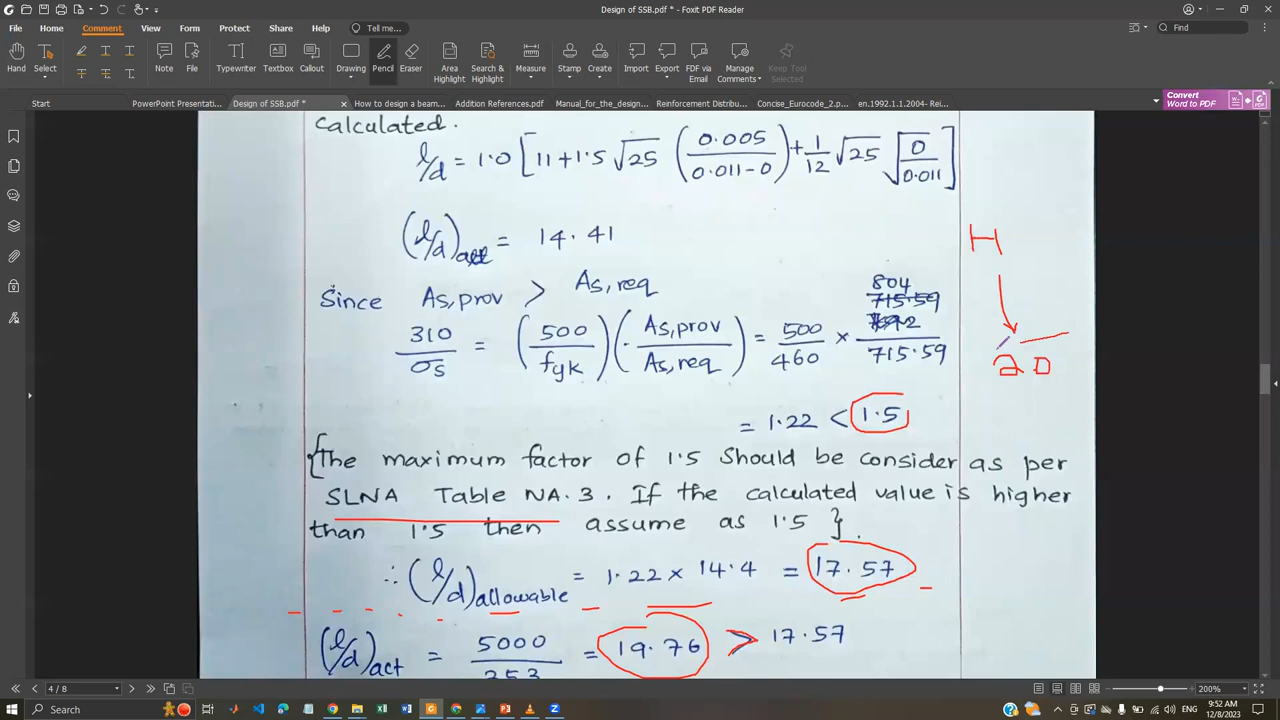 Design of SSB.pdf * - Foxit PDF Reader
File Home Comment View Form Protect Share Help Tell me... Find
Hand Select Note File Typewriter Textbox Callout Drawing Pencil Eraser Area Highlight Search & Highlight Measure Stamp Create Import Export FDF via Email Manage Comments Keep Tool Selected
Start PowerPoint Presentati... Design of SSB.pdf * How to design a beam... Addition References.pdf Manual_for_the_design... Reinforcement Distribu... Concise_Eurocode_2.p... en.1992.1.1.2004- Rei... Convert Word to PDF
Calculated.
l/d = 1.0 [11 + 1.5 √25 (0.005 / 0.011 - 0) + 1/12 √25 √(0 / 0.011)]
(l/d) = 14.41
H
Since As,prov > As,req
804
715.59
310/σs = (500/fyk) (As,prov/As,req) = 500/460 × /715.59
20
= 1.22 < 1.5
{The maximum factor of 1.5 should be consider as per
SLNA Table NA.3. If the calculated value is higher
than 1.5 then assume as 1.5 }.
∴ (l/d)allowable = 1.22 × 14.4 = 17.57
(l/d)act = 5000/253 = 19.76 > 17.57
4 / 8 200%
Search 9:52 AM
ENG 12/8/2023